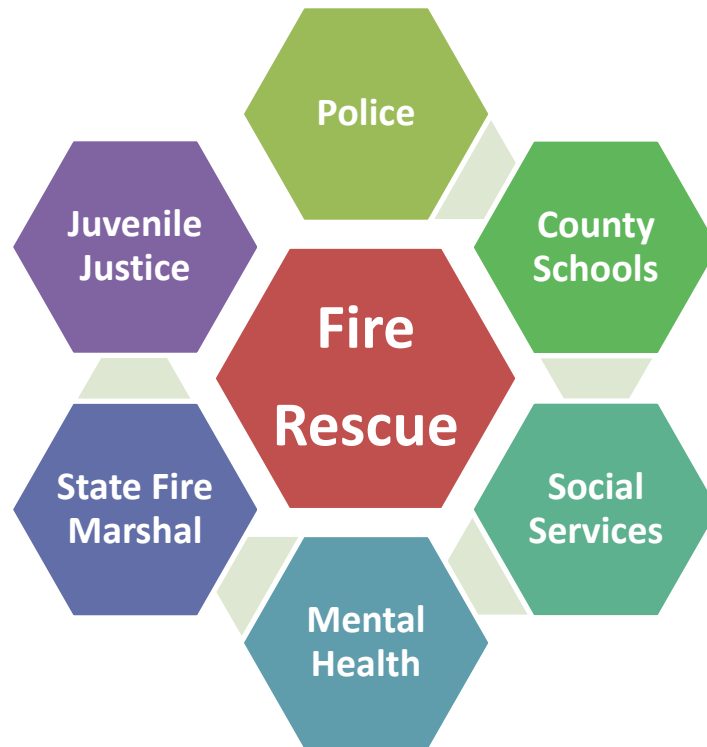 Police
Juvenile
Justice
County
Schools
Fire
Rescue
State Fire
Marshal
Social
Services
Mental
Health